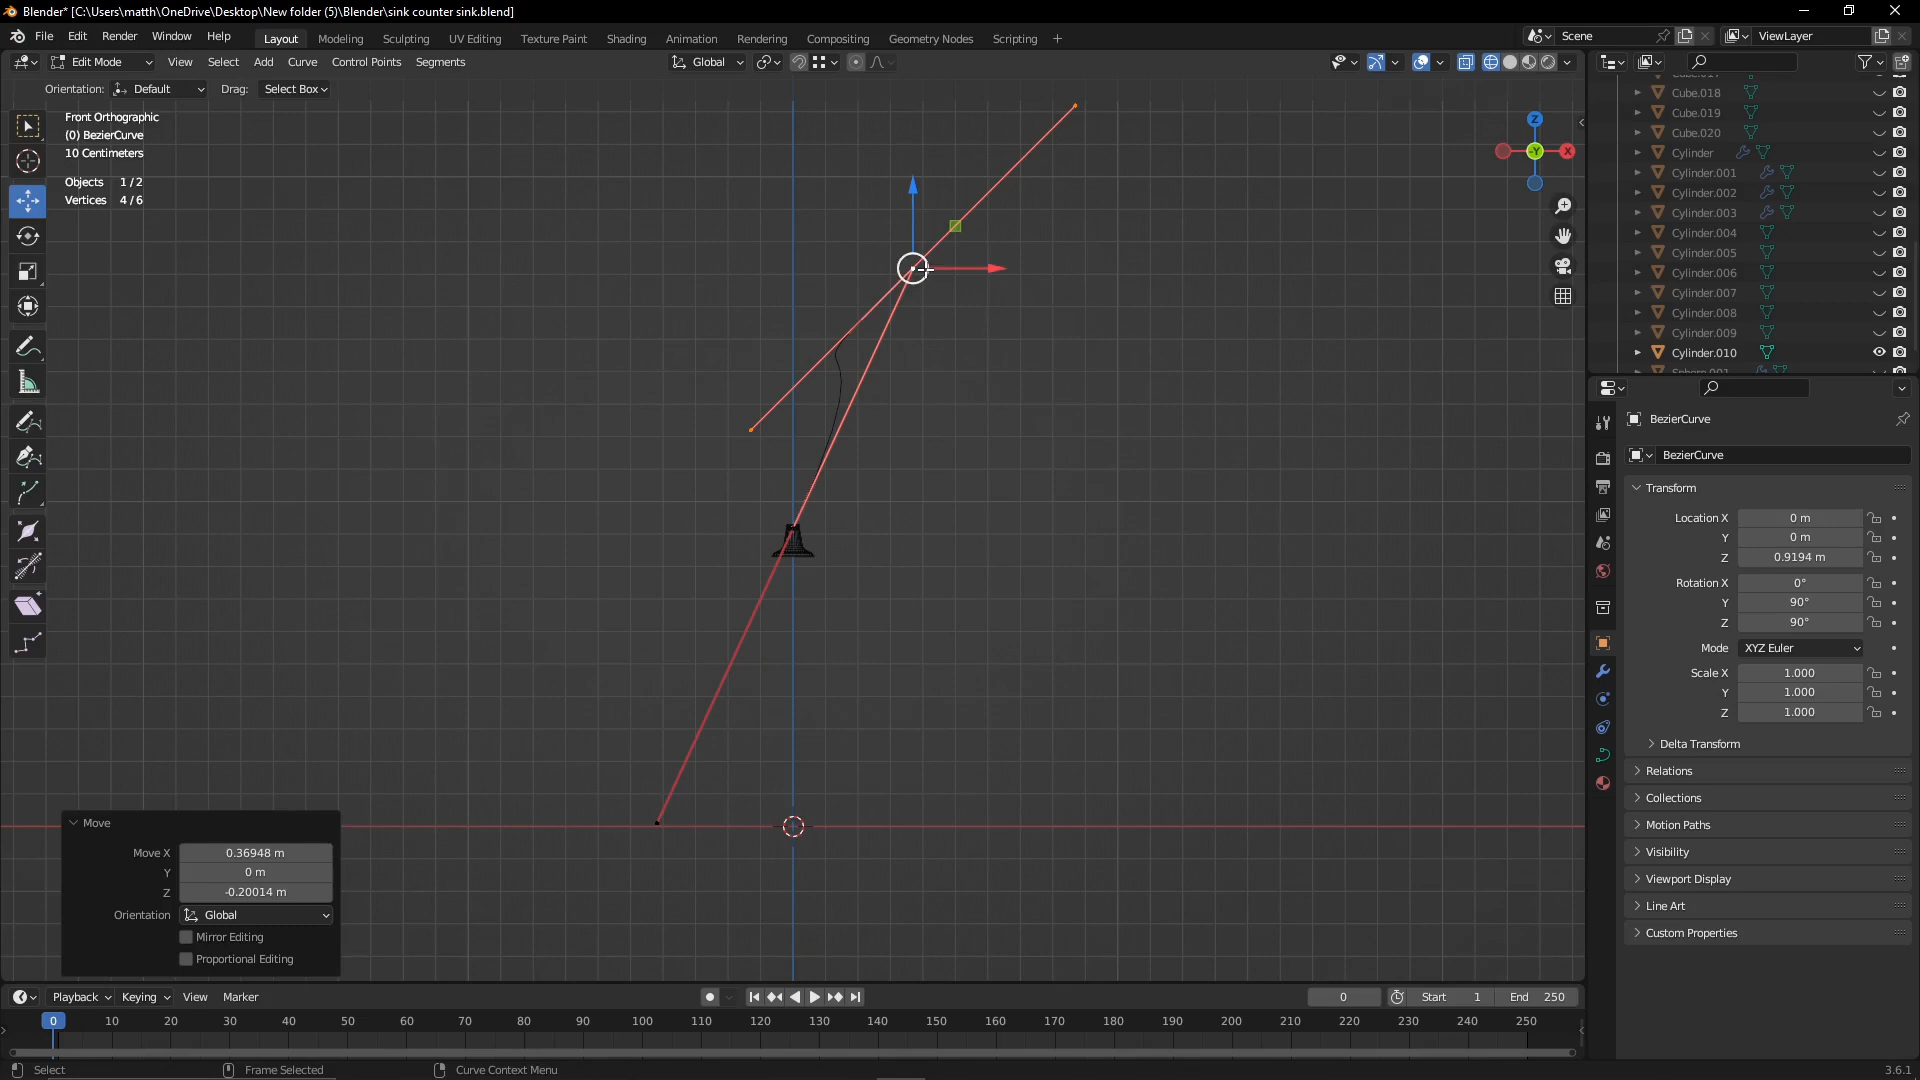 Blender* [C:\Users\matth\OneDrive\Desktop\New folder (5)\Blender\sink counter sink.blend]
File Edit Render Window Help Layout Modeling Sculpting UV Editing Texture Paint Shading Animation Rendering Compositing Geometry Nodes Scripting + Scene ViewLayer
Edit Mode View Select Add Curve Control Points Segments Global
Orientation: Default Drag: Select Box
Front Orthographic
(0) BezierCurve
10 Centimeters
Objects 1/2
Vertices 4/6
Z
-Y
X
Cube.018
Cube.019
Cube.020
Cylinder
Cylinder.001
Cylinder.002
Cylinder.003
Cylinder.004
Cylinder.005
Cylinder.006
Cylinder.007
Cylinder.008
Cylinder.009
Cylinder.010
BezierCurve
BezierCurve
Transform
Location X 0 m
Y 0 m
Z 0.9194 m
Rotation X 0°
Y 90°
Z 90°
Mode XYZ Euler
Scale X 1.000
Y 1.000
Z 1.000
Delta Transform
Relations
Collections
Motion Paths
Visibility
Viewport Display
Line Art
Custom Properties
Move
Move X 0.36948 m
Y 0 m
Z -0.20014 m
Orientation Global
Mirror Editing
Proportional Editing
Playback Keying View Marker 0 Start 1 End 250
0 10 20 30 40 50 60 70 80 90 100 110 120 130 140 150 160 170 180 190 200 210 220 230 240 250
Select Frame Selected Curve Context Menu 3.6.1